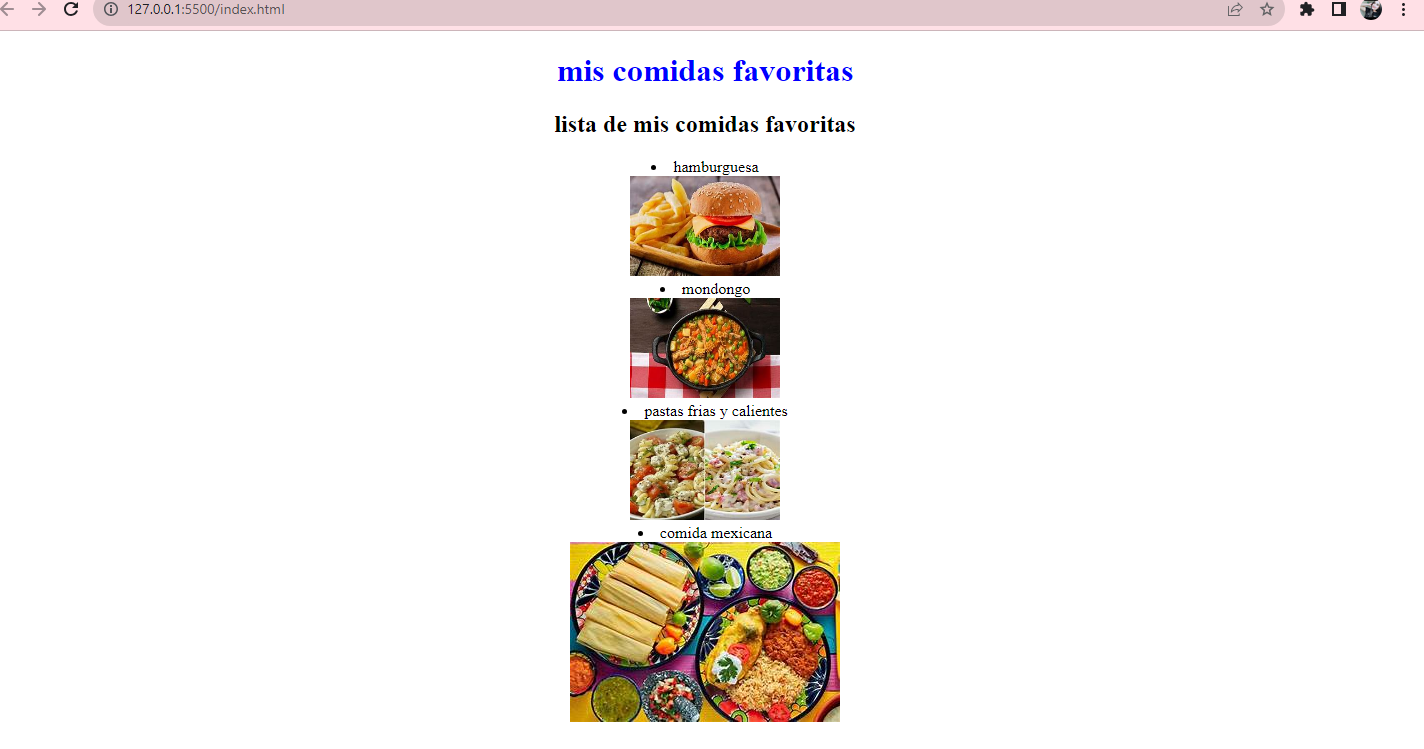 127.0.0.1:5500/index.html
mis comidas favoritas
lista de mis comidas favoritas
• hamburguesa
• mondongo
• pastas frias y calientes
• comida mexicana